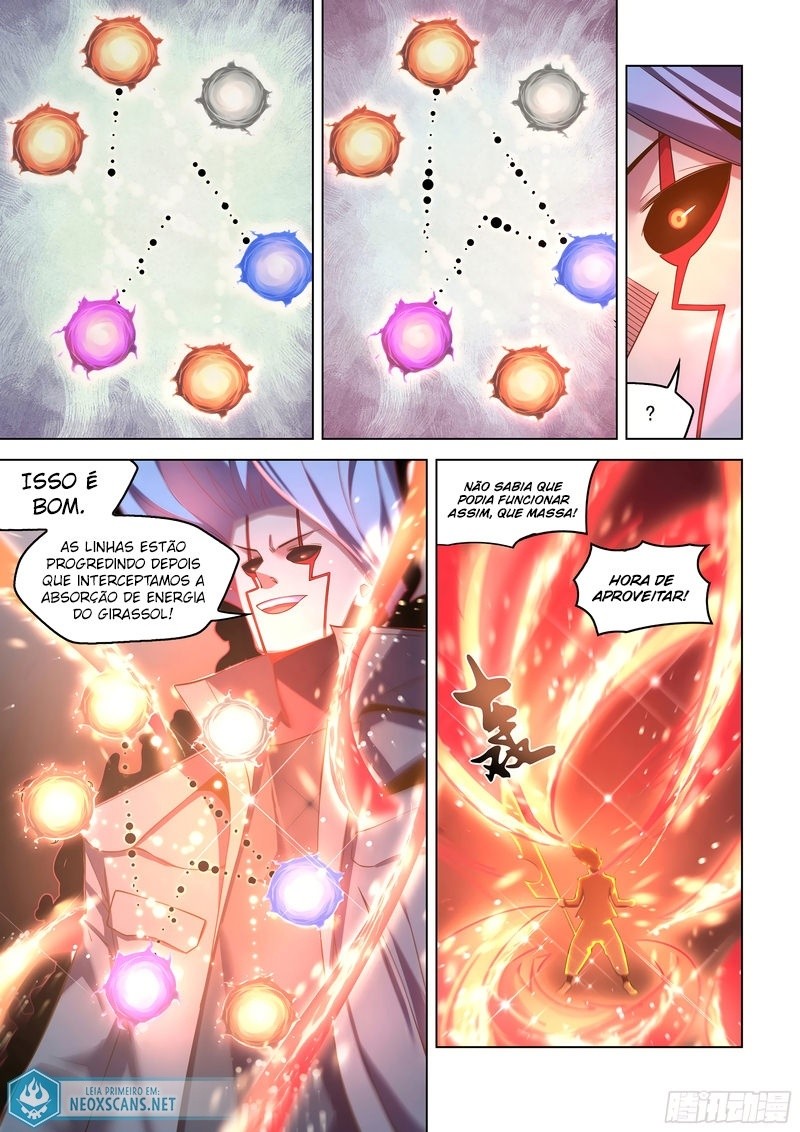 ?
ISSO É
BOM.
AS LINHAS ESTÃO
PROGREDINDO DEPOIS
QUE INTERCEPTAMOS A
ABSORÇÃO DE ENERGIA
DO GIRASSOL!
NÃO SABIA QUE
PODIA FUNCIONAR
ASSIM, QUE MASSA!
HORA DE
APROVEITAR!
LEIA PRIMEIRO EM:
NEOXSCANS.NET
腾讯动漫